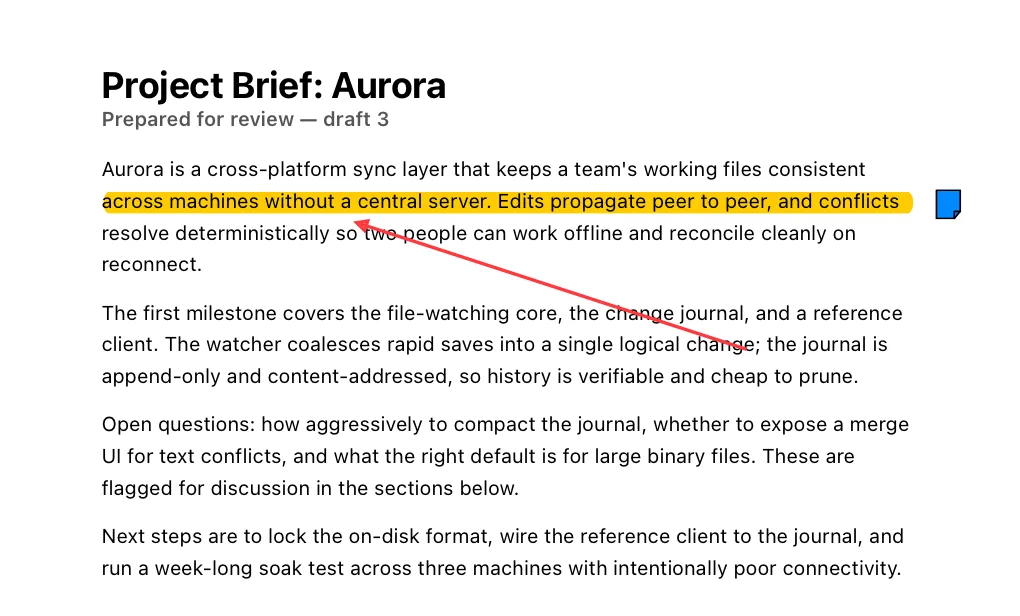 Project Brief: Aurora
Prepared for review — draft 3
Aurora is a cross-platform sync layer that keeps a team's working files consistent
across machines without a central server. Edits propagate peer to peer, and conflicts
resolve deterministically so two people can work offline and reconcile cleanly on
reconnect.
The first milestone covers the file-watching core, the change journal, and a reference
client. The watcher coalesces rapid saves into a single logical change; the journal is
append-only and content-addressed, so history is verifiable and cheap to prune.
Open questions: how aggressively to compact the journal, whether to expose a merge
UI for text conflicts, and what the right default is for large binary files. These are
flagged for discussion in the sections below.
Next steps are to lock the on-disk format, wire the reference client to the journal, and
run a week-long soak test across three machines with intentionally poor connectivity.